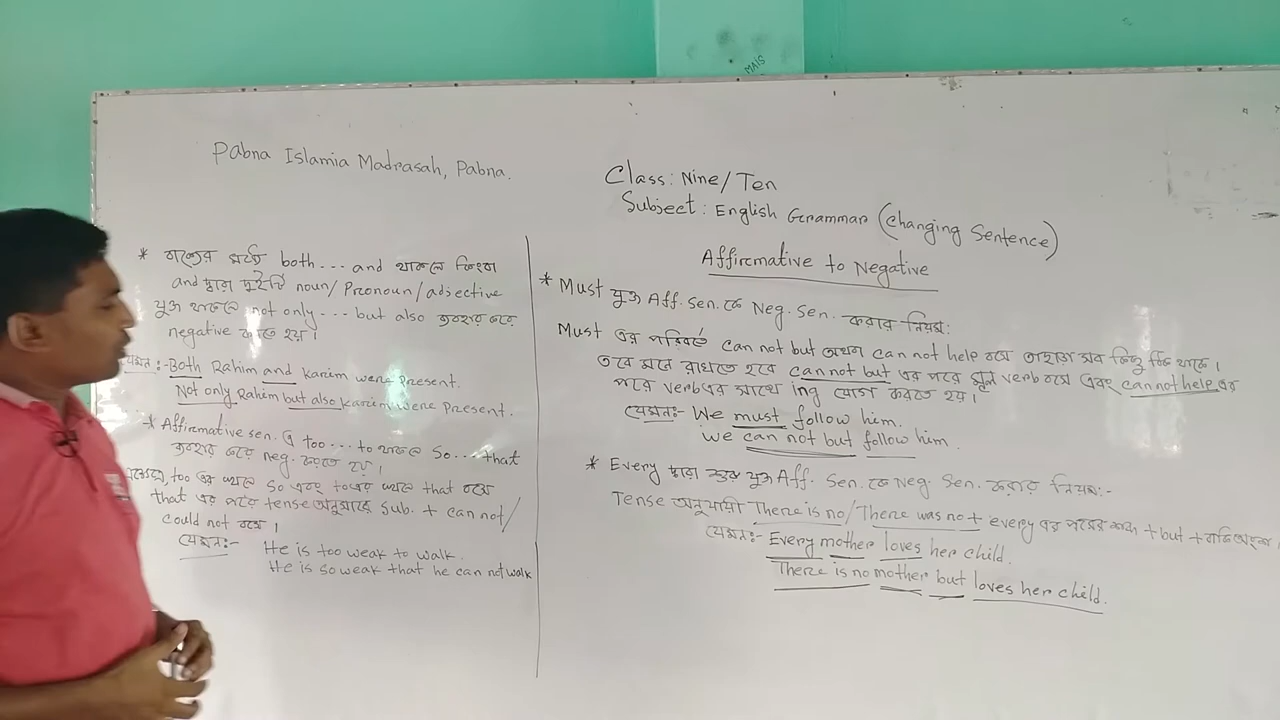 MAIS
Pabna Islamia Madrasah, Pabna.
Class: Nine/Ten
Subject: English Grammar (Changing Sentence)
Affirmative to Negative
* বাক্যের মধ্যে both ... and থাকলে কিংবা
and দ্বারা দুইটি noun/Pronoun/adjective
যুক্ত থাকলে not only ... but also ব্যবহার করে
negative করতে হয়।
যেমন:- Both Rahim and Karim were Present.
Not only Rahim but also Karim were Present.
* Affirmative sen. এ too ... to থাকলে so ... that
ব্যবহার করে neg. করতে হয়।
too এর স্থলে so এবং to এর স্থলে that বসে
that এর পরে tense অনুসারে sub. + can not/
could not বসে।
যেমন:- He is too weak to walk.
He is so weak that he can not walk
* Must যুক্ত Aff. sen. কে Neg. Sen. করার নিয়ম:
Must এর পরিবর্তে can not but অথবা can not help বসে তাছাড়া সব কিছু ঠিক থাকে।
তবে মনে রাখতে হবে can not but এর পরে মূল verb বসে এবং can not help এর
পরে verb এর সাথে ing যোগ করতে হয়।
যেমন:- We must follow him.
We can not but follow him.
* Every দ্বারা শুরু যুক্ত Aff. Sen. কে Neg. Sen. করার নিয়ম:-
Tense অনুযায়ী There is no/There was no + every এর পরের শব্দ + but + বাকি অংশ।
যেমন:- Every mother loves her child.
There is no mother but loves her child.